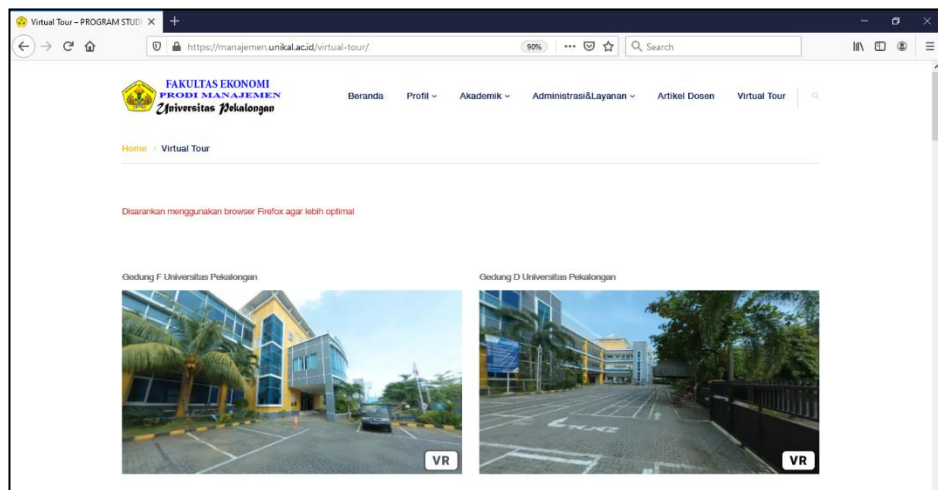 Virtual Tour – PROGRAM STUDI
https://manajemen.unikal.ac.id/virtual-tour/
90%
Search
FAKULTAS EKONOMI
PRODI MANAJEMEN
Universitas Pekalongan
Beranda
Profil
Akademik
Administrasi&Layanan
Artikel Dosen
Virtual Tour
Home > Virtual Tour
Disarankan menggunakan browser Firefox agar lebih optimal
Gedung F Universitas Pekalongan
Gedung D Universitas Pekalongan
VR
VR